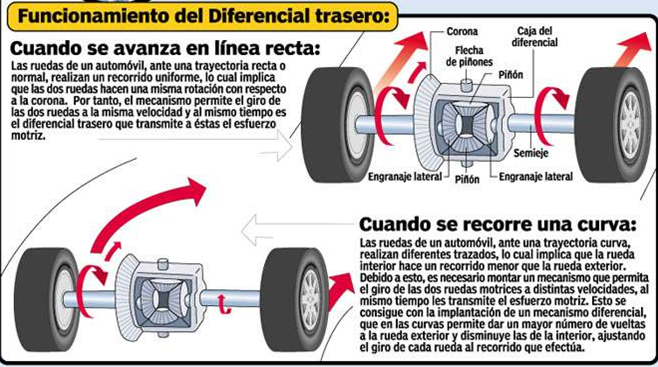 Funcionamiento del Diferencial trasero:
Cuando se avanza en línea recta:
Las ruedas de un automóvil, ante una trayectoria recta o
normal, realizan un recorrido uniforme, lo cual implica
que las dos ruedas hacen una misma rotación con respecto
a la corona. Por tanto, el mecanismo permite el giro de
las dos ruedas a la misma velocidad y al mismo tiempo es
el diferencial trasero que transmite a éstas el esfuerzo
motriz.
Corona
Caja del
diferencial
Flecha
de piñones
Piñón
Semieje
Engranaje lateral
Piñón
Engranaje lateral
Cuando se recorre una curva:
Las ruedas de un automóvil, ante una trayectoria curva,
realizan diferentes trazados, lo cual implica que la rueda
interior hace un recorrido menor que la rueda exterior.
Debido a esto, es necesario montar un mecanismo que permita
el giro de las dos ruedas motrices a distintas velocidades, al
mismo tiempo les transmite el esfuerzo motriz. Esto se
consigue con la implantación de un mecanismo diferencial,
que en las curvas permite dar un mayor número de vueltas
a la rueda exterior y disminuye las de la interior, ajustando
el giro de cada rueda al recorrido que efectúa.